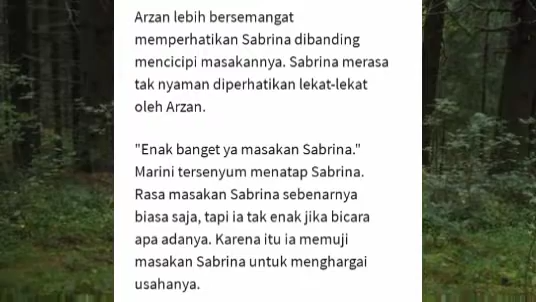 Arzan lebih bersemangat
memperhatikan Sabrina dibanding
mencicipi masakannya. Sabrina merasa
tak nyaman diperhatikan lekat-lekat
oleh Arzan.
"Enak banget ya masakan Sabrina."
Marini tersenyum menatap Sabrina.
Rasa masakan Sabrina sebenarnya
biasa saja, tapi ia tak enak jika bicara
apa adanya. Karena itu ia memuji
masakan Sabrina untuk menghargai
usahanya.